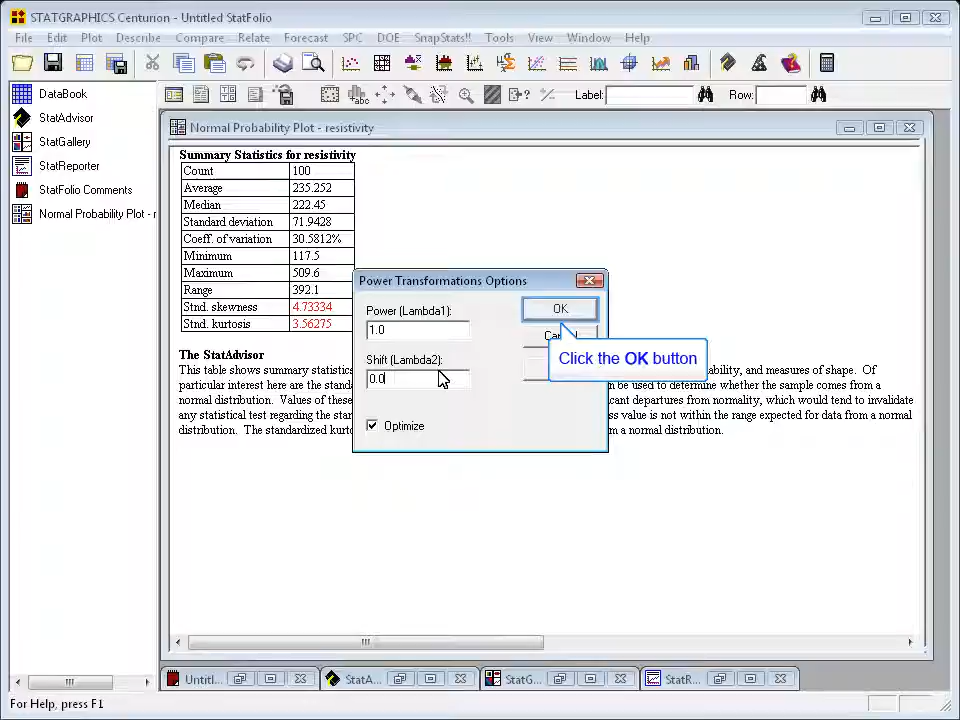 STATGRAPHICS Centurion - Untitled StatFolio
File Edit Plot Describe Compare Relate Forecast SPC DOE SnapStats!! Tools View Window Help
Label: Row:
DataBook
StatAdvisor
StatGallery
StatReporter
StatFolio Comments
Normal Probability Plot - r
Normal Probability Plot - resistivity
Summary Statistics for resistivity
Count 100
Average 235.252
Median 222.45
Standard deviation 71.9428
Coeff. of variation 30.5812%
Minimum 117.5
Maximum 509.6
Range 392.1
Stnd. skewness 4.73334
Stnd. kurtosis 3.56275
Power Transformations Options
Power (Lambda1):
1.0
Shift (Lambda2):
0.0
Optimize
OK
Click the OK button
The StatAdvisor
This table shows summary statistics ability, and measures of shape. Of
particular interest here are the stand be used to determine whether the sample comes from a
normal distribution. Values of these cant departures from normality, which would tend to invalidate
any statistical test regarding the stan ss value is not within the range expected for data from a normal
distribution. The standardized kurto m a normal distribution.
Untitl... StatA... StatG... StatR...
For Help, press F1